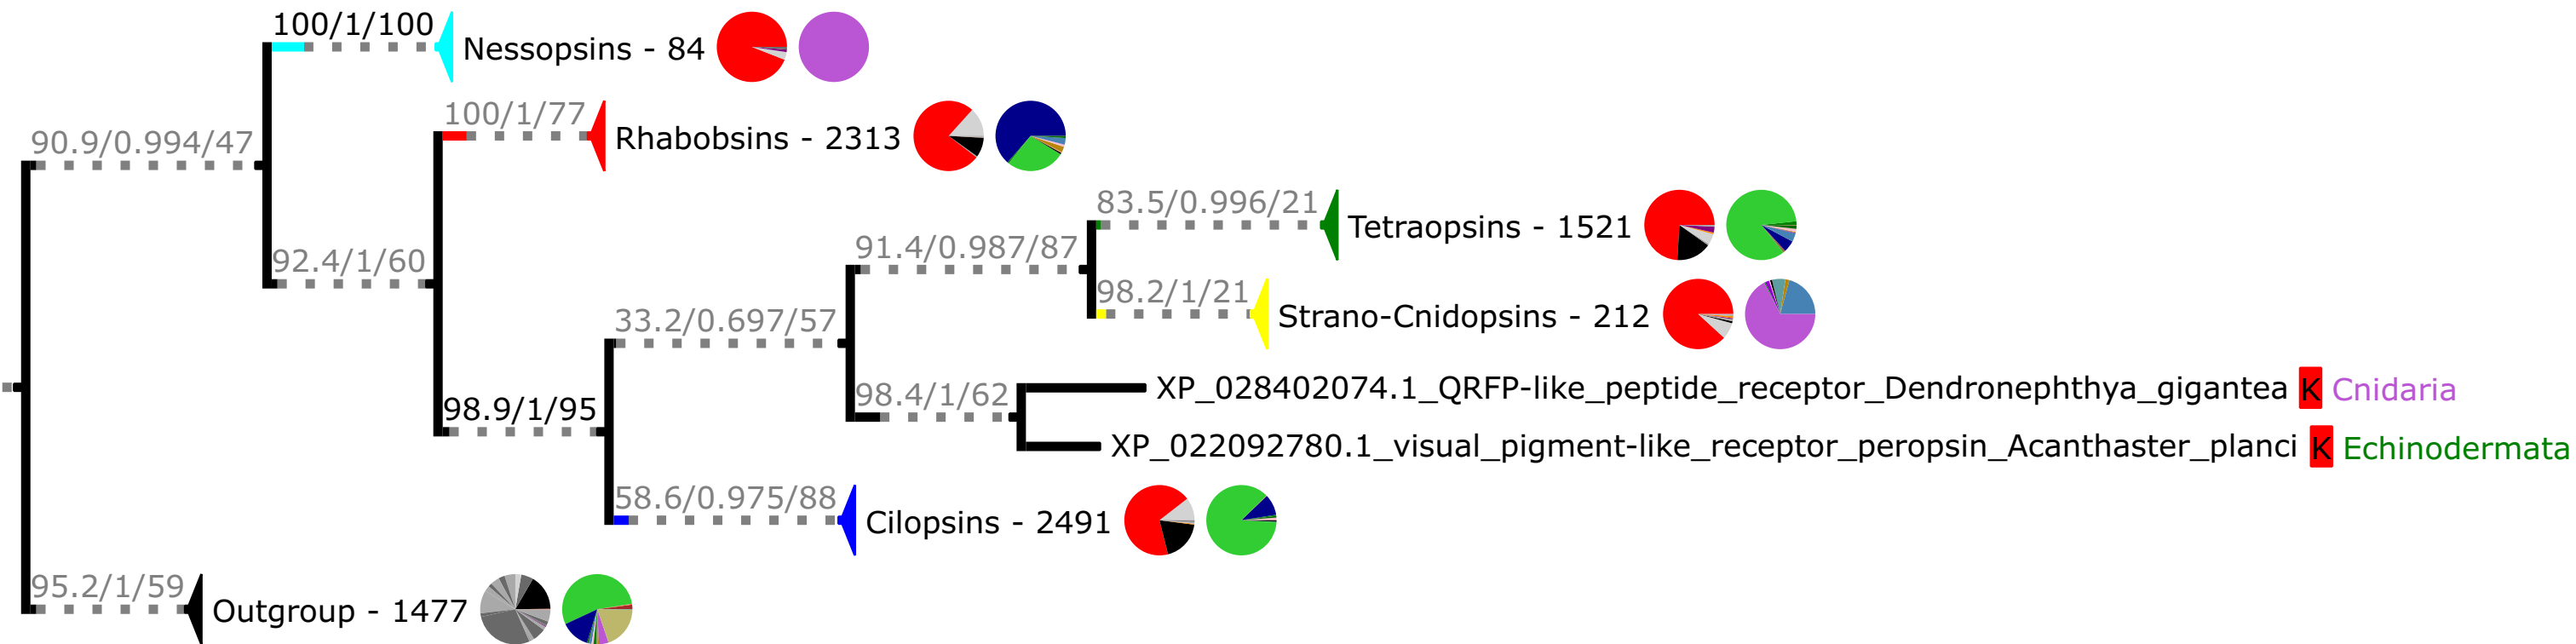 100/1/100
Nessopsins - 84
100/1/77
Rhabobsins - 2313
90.9/0.994/47
83.5/0.996/21
Tetraopsins - 1521
91.4/0.987/87
92.4/1/60
98.2/1/21
Strano-Cnidopsins - 212
33.2/0.697/57
98.4/1/62
XP_028402074.1_QRFP-like_peptide_receptor_Dendronephthya_gigantea K Cnidaria
98.9/1/95
XP_022092780.1_visual_pigment-like_receptor_peropsin_Acanthaster_planci K Echinodermata
58.6/0.975/88
Cilopsins - 2491
95.2/1/59
Outgroup - 1477